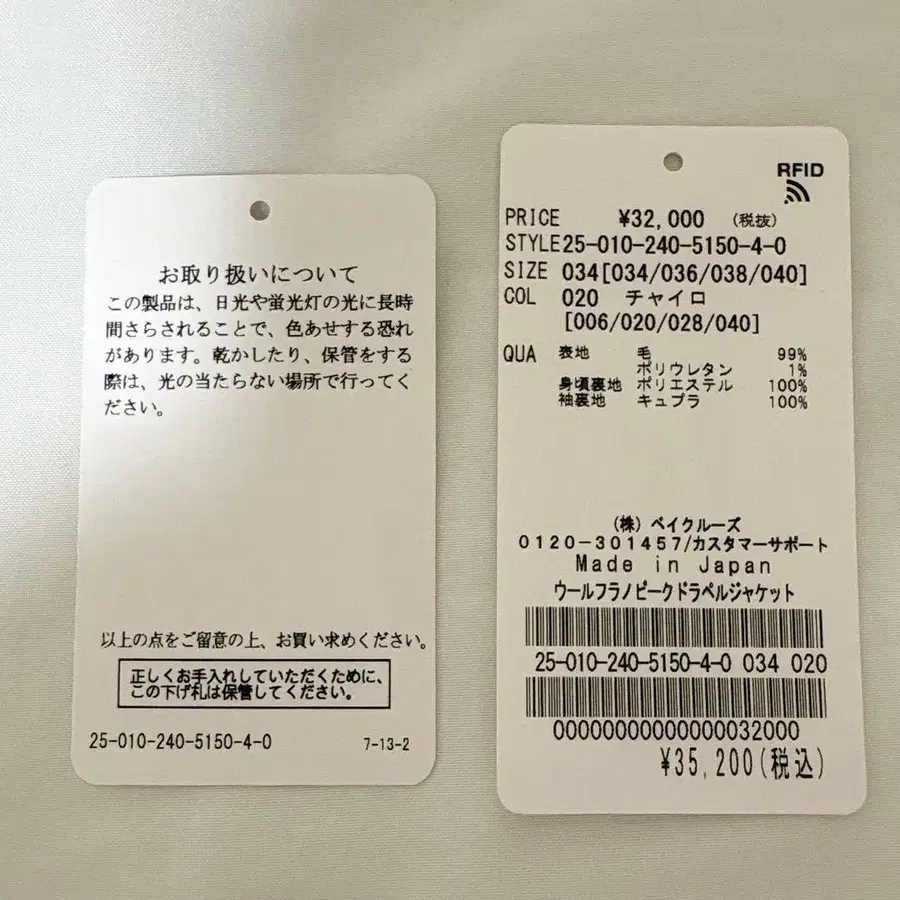 お取り扱いについて
この製品は、日光や蛍光灯の光に長時
間さらされることで、色あせする恐れ
があります。乾かしたり、保管をする
際は、光の当たらない場所で行ってく
ださい。
以上の点をご留意の上、お買い求めください。
正しくお手入れしていただくために、
この下げ札は保管してください。
25-010-240-5150-4-0 7-13-2
RFID
PRICE ¥32,000 (税抜)
STYLE25-010-240-5150-4-0
SIZE 034[034/036/038/040]
COL 020 チャイロ
[006/020/028/040]
QUA 表地 毛 99%
ポリウレタン 1%
身頃裏地 ポリエステル 100%
袖裏地 キュプラ 100%
(株) ベイクルーズ
0120-301457/カスタマーサポート
Made in Japan
ウールフラノピークドラペルジャケット
25-010-240-5150-4-0 034 020
00000000000000032000
¥35,200(税込)